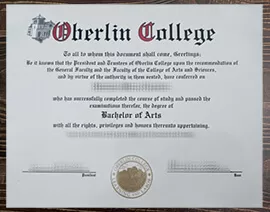 Oberlin College
To all to whom this document shall come, Greetings:
Be it known that the President and Trustees of Oberlin College upon the recommendation of
the General Faculty and the Faculty of the College of Arts and Sciences,
and by virtue of the authority in them vested, have conferred on
who has successfully completed the course of study and passed the
examinations therefor, the degree of
Bachelor of Arts
with all the rights, privileges and honors thereunto appertaining.
President
Dean